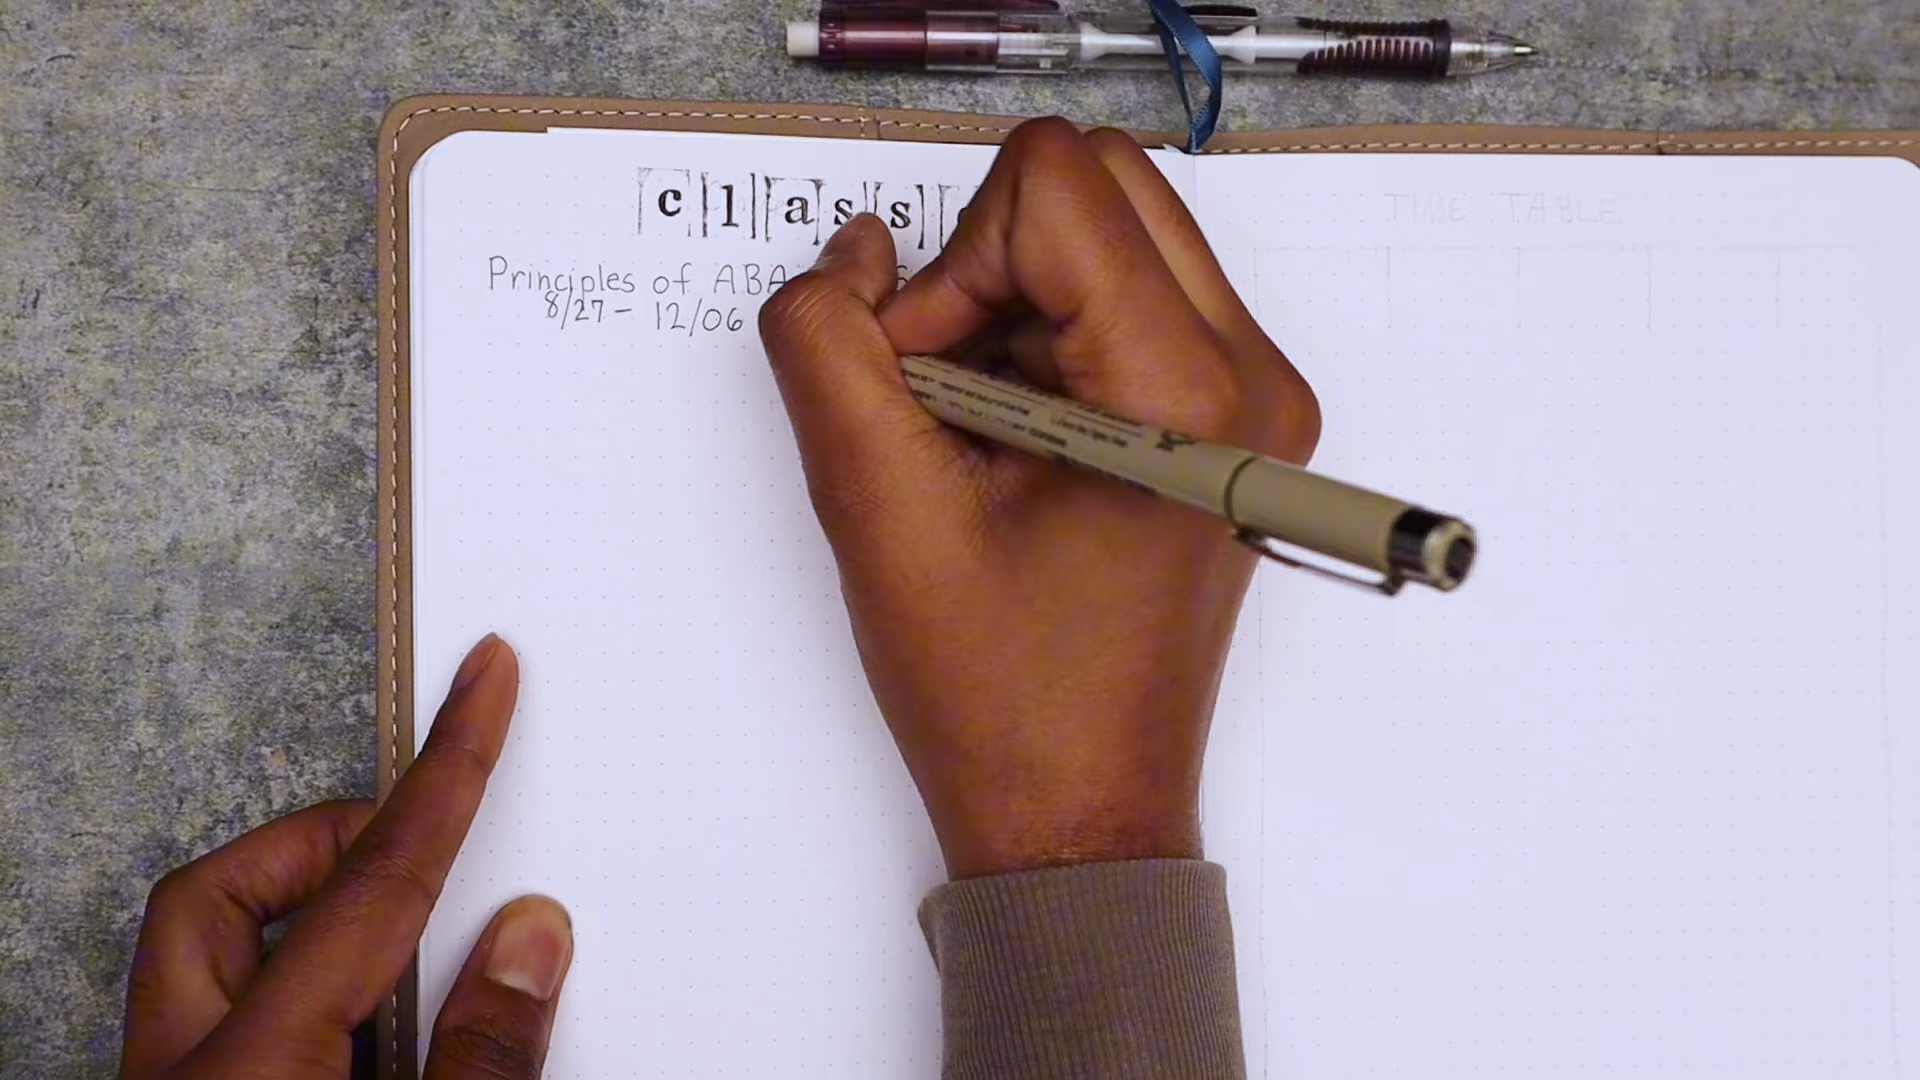 class
Principles of ABA
8/27 - 12/06
TIME TABLE